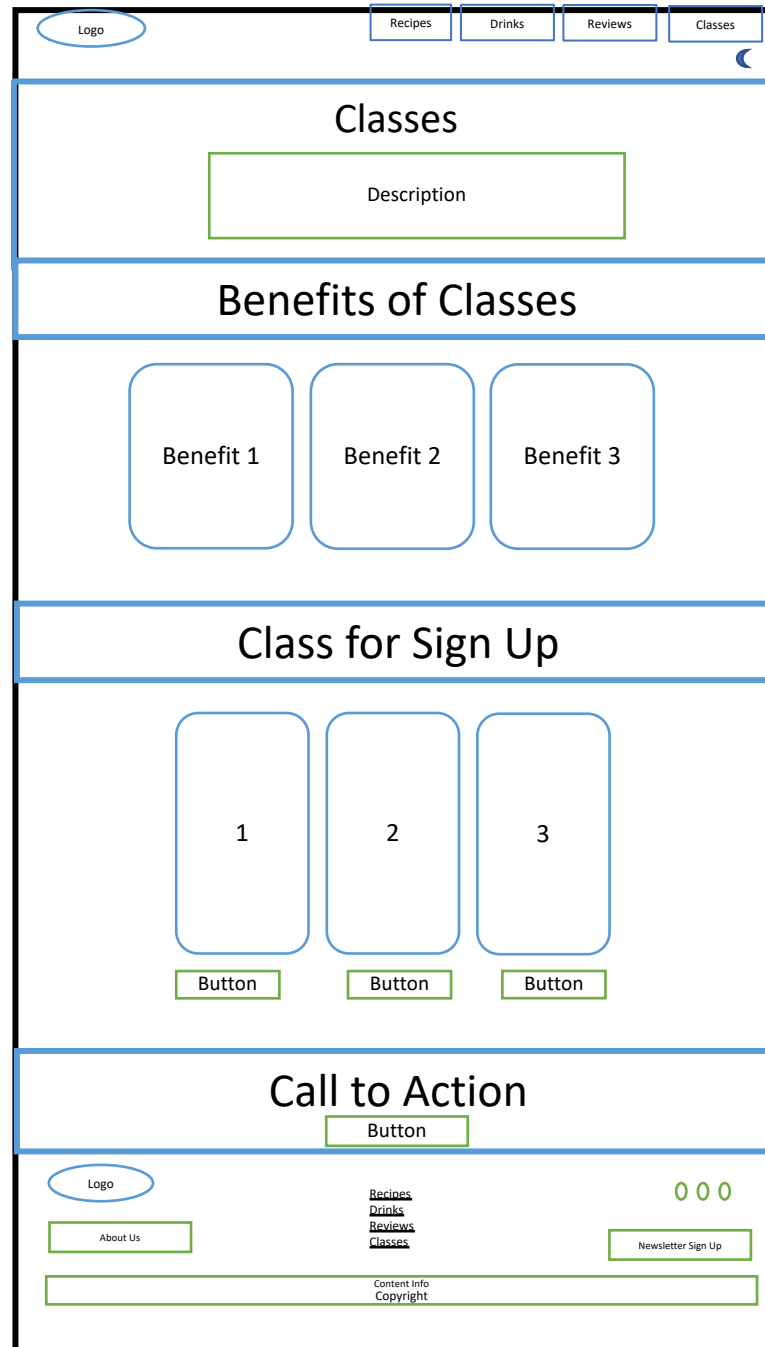 Logo
Recipes
Drinks
Reviews
Classes
Classes
Description
Benefits of Classes
Benefit 1
Benefit 2
Benefit 3
Class for Sign Up
1
2
3
Button
Button
Button
Call to Action
Button
Logo
About Us
Recipes
Drinks
Reviews
Classes
Newsletter Sign Up
Content Info
Copyright